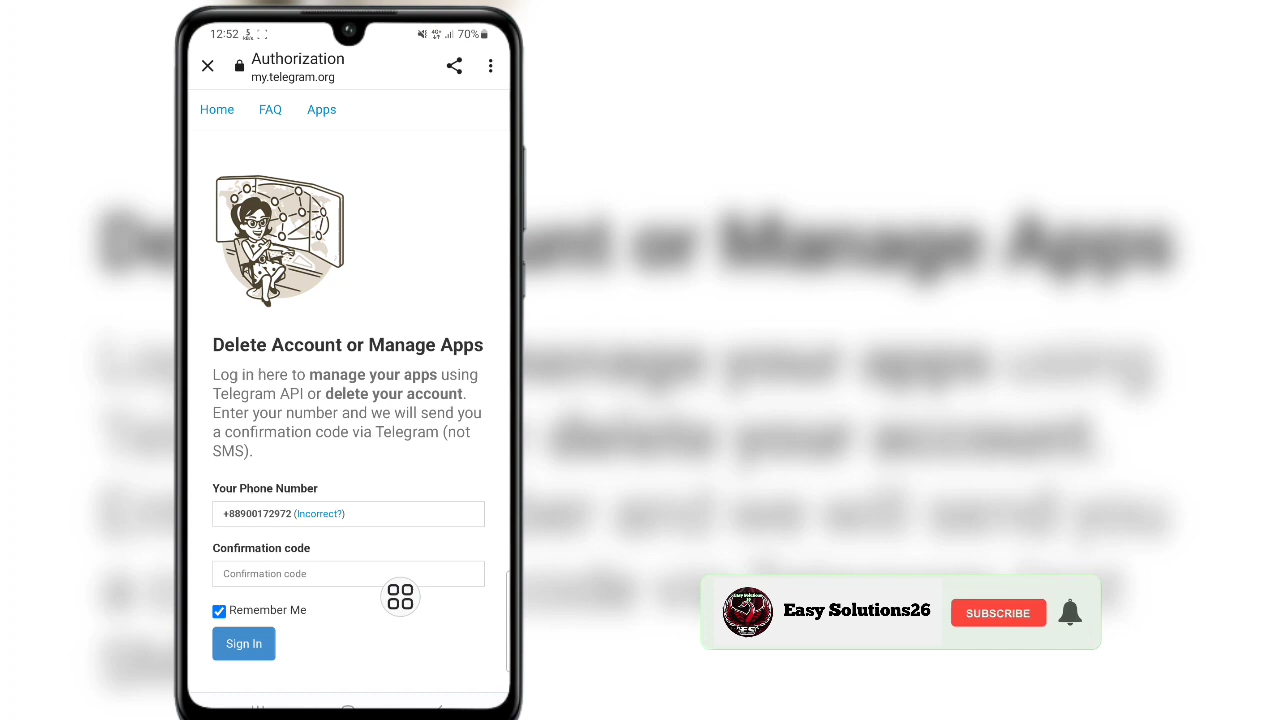 12:52
5
KB/s
70%
Authorization
my.telegram.org
Home FAQ Apps
Delete Account or Manage Apps
Log in here to manage your apps using
Telegram API or delete your account.
Enter your number and we will send you
a confirmation code via Telegram (not
SMS).
Your Phone Number
+88900172972 (Incorrect?)
Confirmation code
Confirmation code
Remember Me
Sign In
Easy Solutions26
SUBSCRIBE